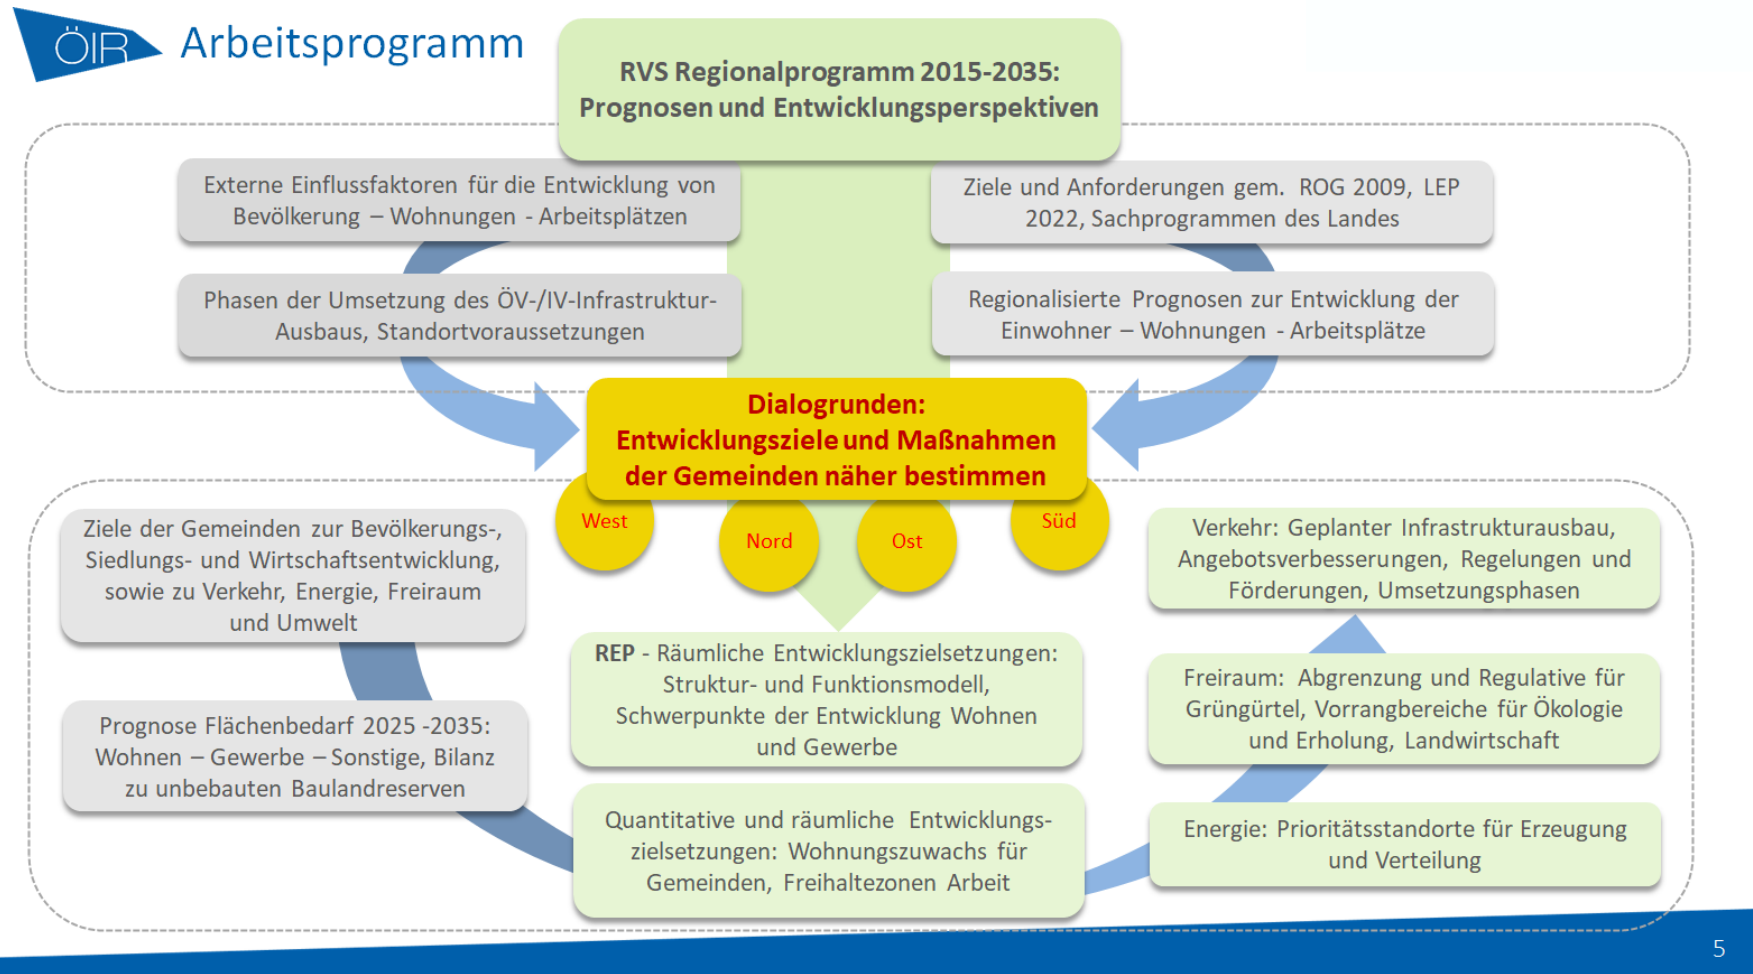 ÖIR
Arbeitsprogramm
RVS Regionalprogramm 2015-2035:
Prognosen und Entwicklungsperspektiven
Externe Einflussfaktoren für die Entwicklung von
Bevölkerung – Wohnungen - Arbeitsplätzen
Ziele und Anforderungen gem. ROG 2009, LEP
2022, Sachprogrammen des Landes
Phasen der Umsetzung des ÖV-/IV-Infrastruktur-
Ausbaus, Standortvoraussetzungen
Regionalisierte Prognosen zur Entwicklung der
Einwohner – Wohnungen - Arbeitsplätze
Dialogrunden:
Entwicklungsziele und Maßnahmen
der Gemeinden näher bestimmen
West
Nord
Ost
Süd
Ziele der Gemeinden zur Bevölkerungs-,
Siedlungs- und Wirtschaftsentwicklung,
sowie zu Verkehr, Energie, Freiraum
und Umwelt
Prognose Flächenbedarf 2025 -2035:
Wohnen – Gewerbe – Sonstige, Bilanz
zu unbebauten Baulandreserven
REP - Räumliche Entwicklungszielsetzungen:
Struktur- und Funktionsmodell,
Schwerpunkte der Entwicklung Wohnen
und Gewerbe
Quantitative und räumliche Entwicklungs-
zielsetzungen: Wohnungszuwachs für
Gemeinden, Freihaltezonen Arbeit
Verkehr: Geplanter Infrastrukturausbau,
Angebotsverbesserungen, Regelungen und
Förderungen, Umsetzungsphasen
Freiraum: Abgrenzung und Regulative für
Grüngürtel, Vorrangbereiche für Ökologie
und Erholung, Landwirtschaft
Energie: Prioritätsstandorte für Erzeugung
und Verteilung
5